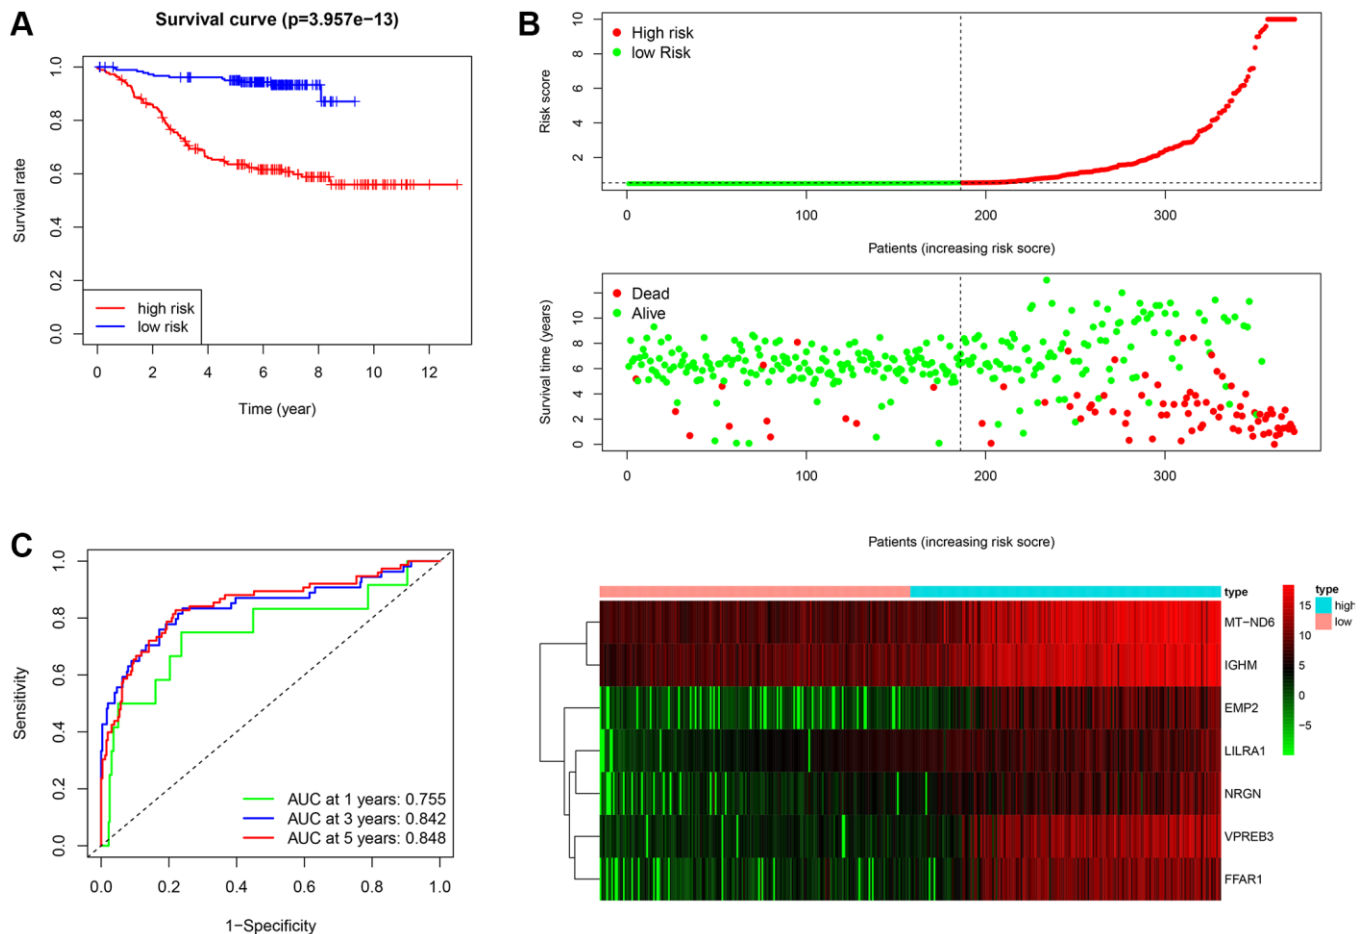 A
Survival curve (p=3.957e−13)
Survival rate
0.0 0.2 0.4 0.6 0.8 1.0
high risk
low risk
0 2 4 6 8 10 12
Time (year)
B
Risk score
2 4 6 8 10
High risk
low Risk
0 100 200 300
Patients (increasing risk socre)
Survival time (years)
0 2 4 6 8 10
Dead
Alive
0 100 200 300
Patients (increasing risk socre)
type
MT−ND6
IGHM
EMP2
LILRA1
NRGN
VPREB3
FFAR1
15
10
5
0
−5
type
high
low
C
Sensitivity
0.0 0.2 0.4 0.6 0.8 1.0
AUC at 1 years: 0.755
AUC at 3 years: 0.842
AUC at 5 years: 0.848
0.0 0.2 0.4 0.6 0.8 1.0
1−Specificity